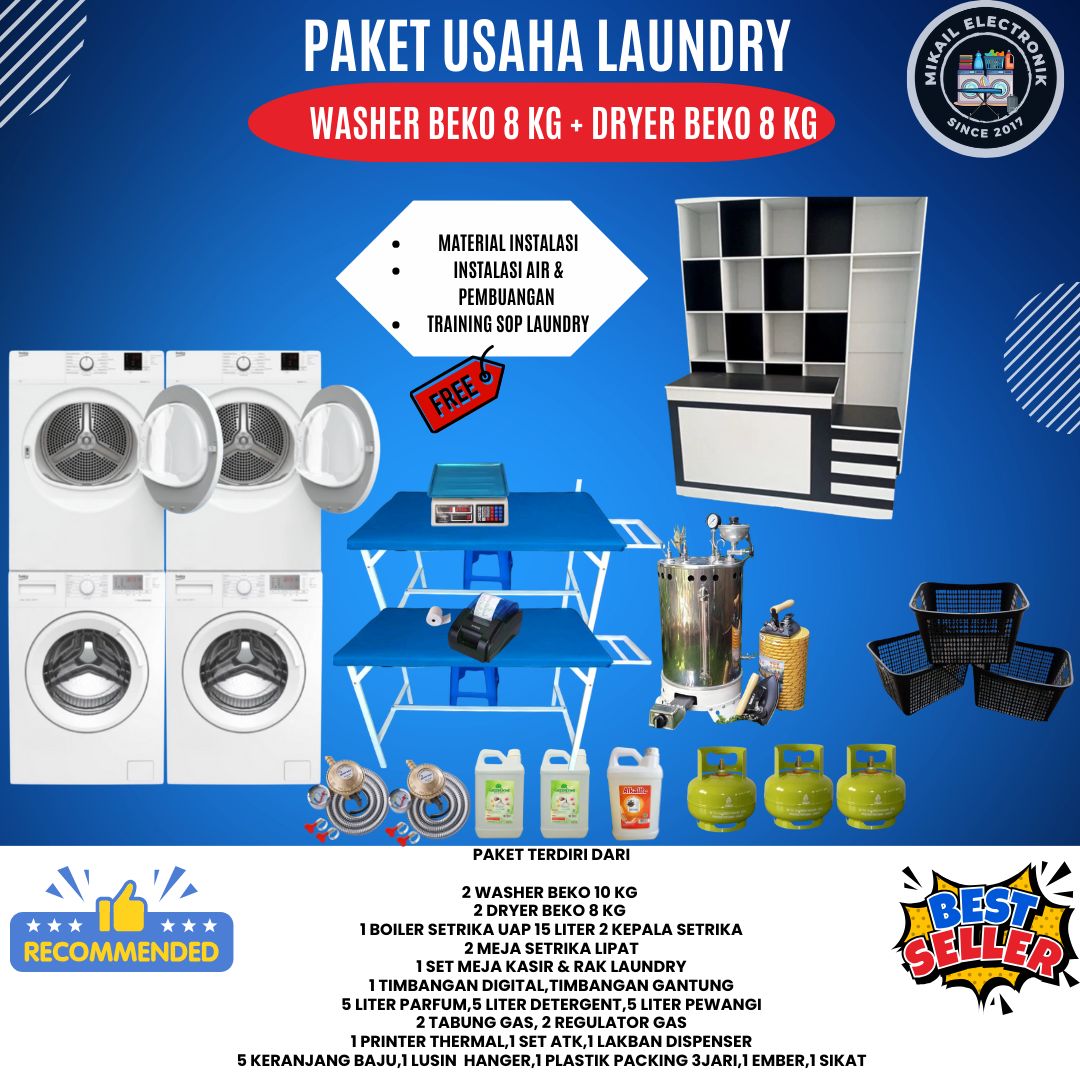 PAKET USAHA LAUNDRY
MIKAIL ELECTRONIK
SINCE 2017
WASHER BEKO 8 KG + DRYER BEKO 8 KG
• MATERIAL INSTALASI
• INSTALASI AIR &
PEMBUANGAN
• TRAINING SOP LAUNDRY
FREE
beko
beko
beko
beko
Alkalite
PAKET TERDIRI DARI
2 WASHER BEKO 10 KG
2 DRYER BEKO 8 KG
1 BOILER SETRIKA UAP 15 LITER 2 KEPALA SETRIKA
2 MEJA SETRIKA LIPAT
1 SET MEJA KASIR & RAK LAUNDRY
1 TIMBANGAN DIGITAL,TIMBANGAN GANTUNG
5 LITER PARFUM,5 LITER DETERGENT,5 LITER PEWANGI
2 TABUNG GAS, 2 REGULATOR GAS
1 PRINTER THERMAL,1 SET ATK,1 LAKBAN DISPENSER
5 KERANJANG BAJU,1 LUSIN HANGER,1 PLASTIK PACKING 3JARI,1 EMBER,1 SIKAT
RECOMMENDED
BEST
SELLER